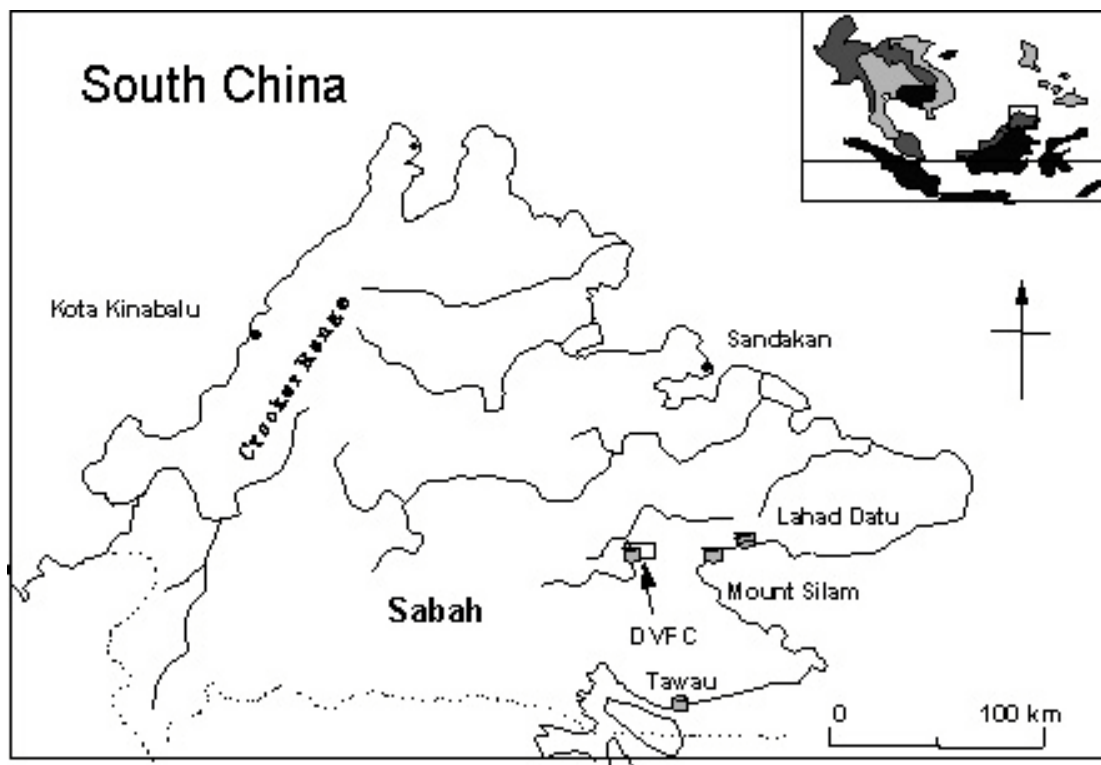 South China
Kota Kinabalu
Crocker Range
Sandakan
Lahad Datu
Mount Silam
Sabah
DVFC
Tawau
0 100 km